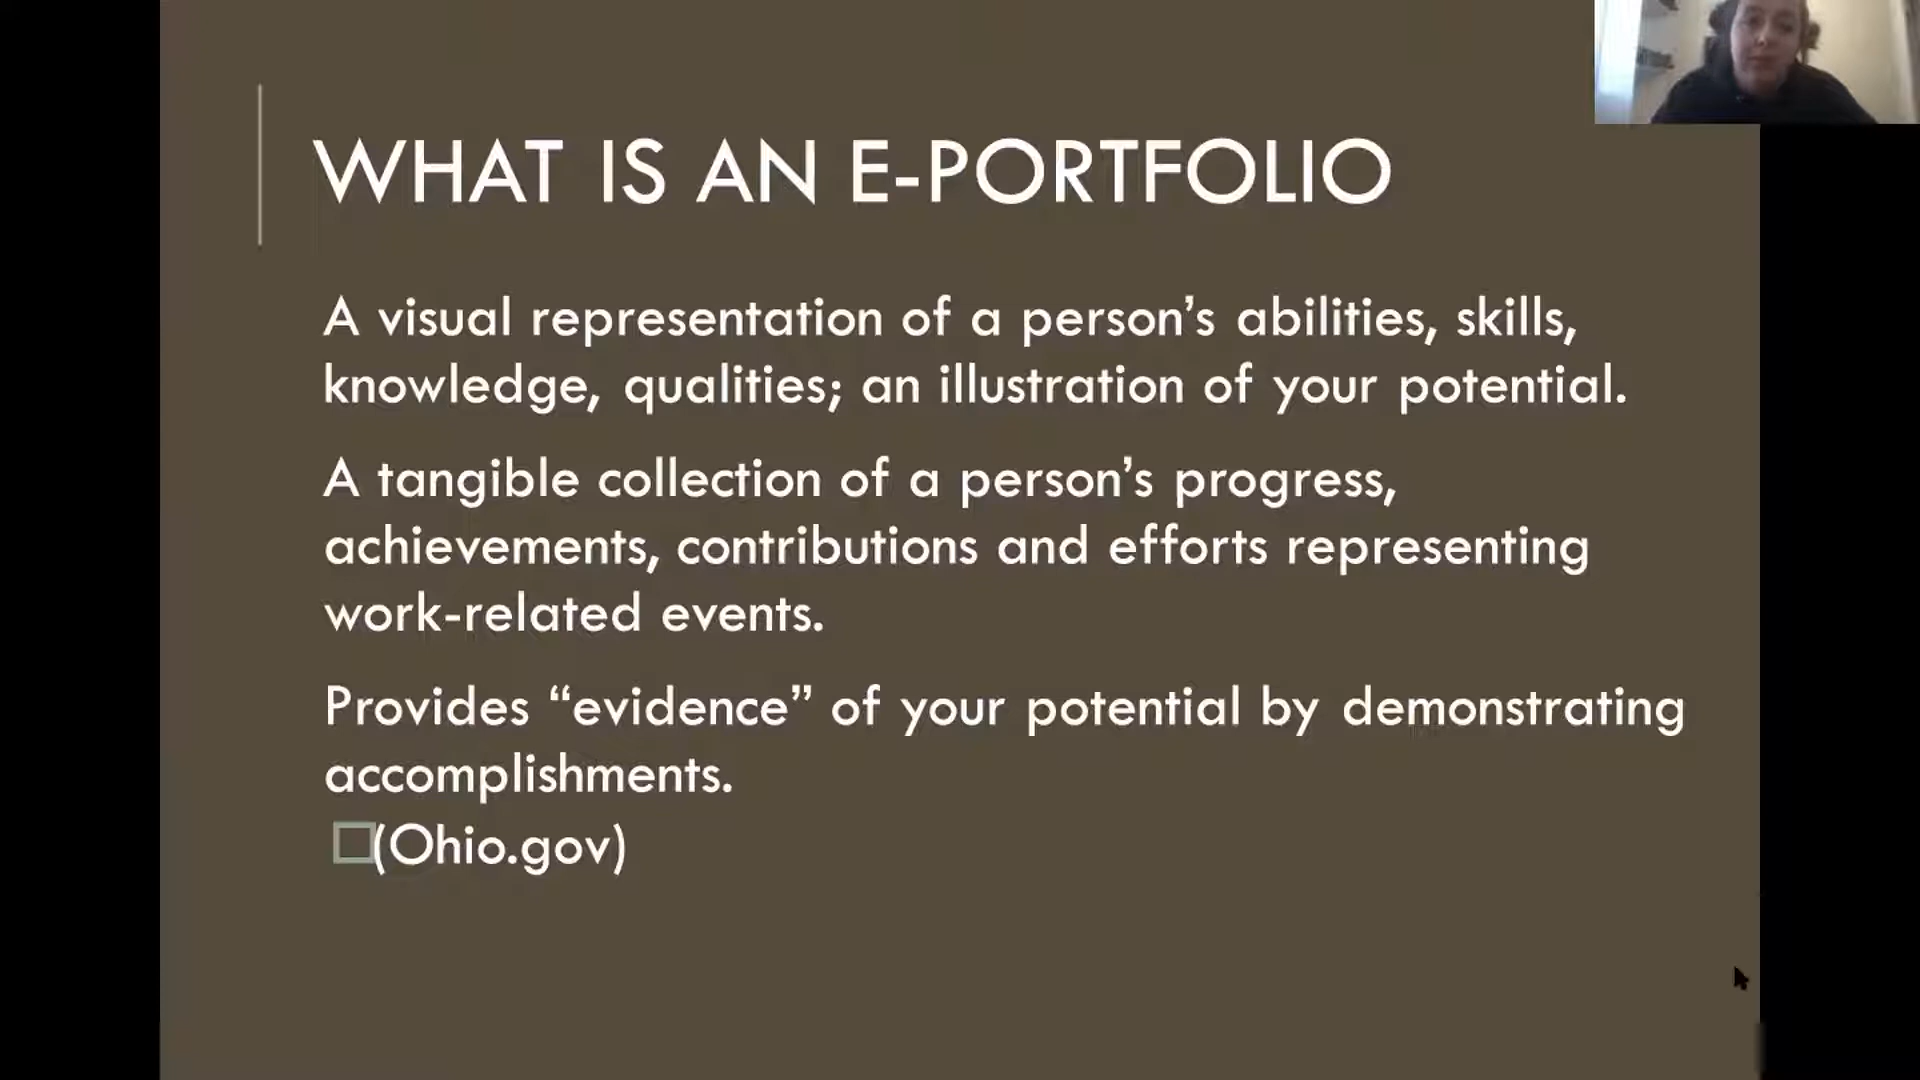 WHAT IS AN E-PORTFOLIO
A visual representation of a person’s abilities, skills,
knowledge, qualities; an illustration of your potential.
A tangible collection of a person’s progress,
achievements, contributions and efforts representing
work-related events.
Provides “evidence” of your potential by demonstrating
accomplishments.
(Ohio.gov)